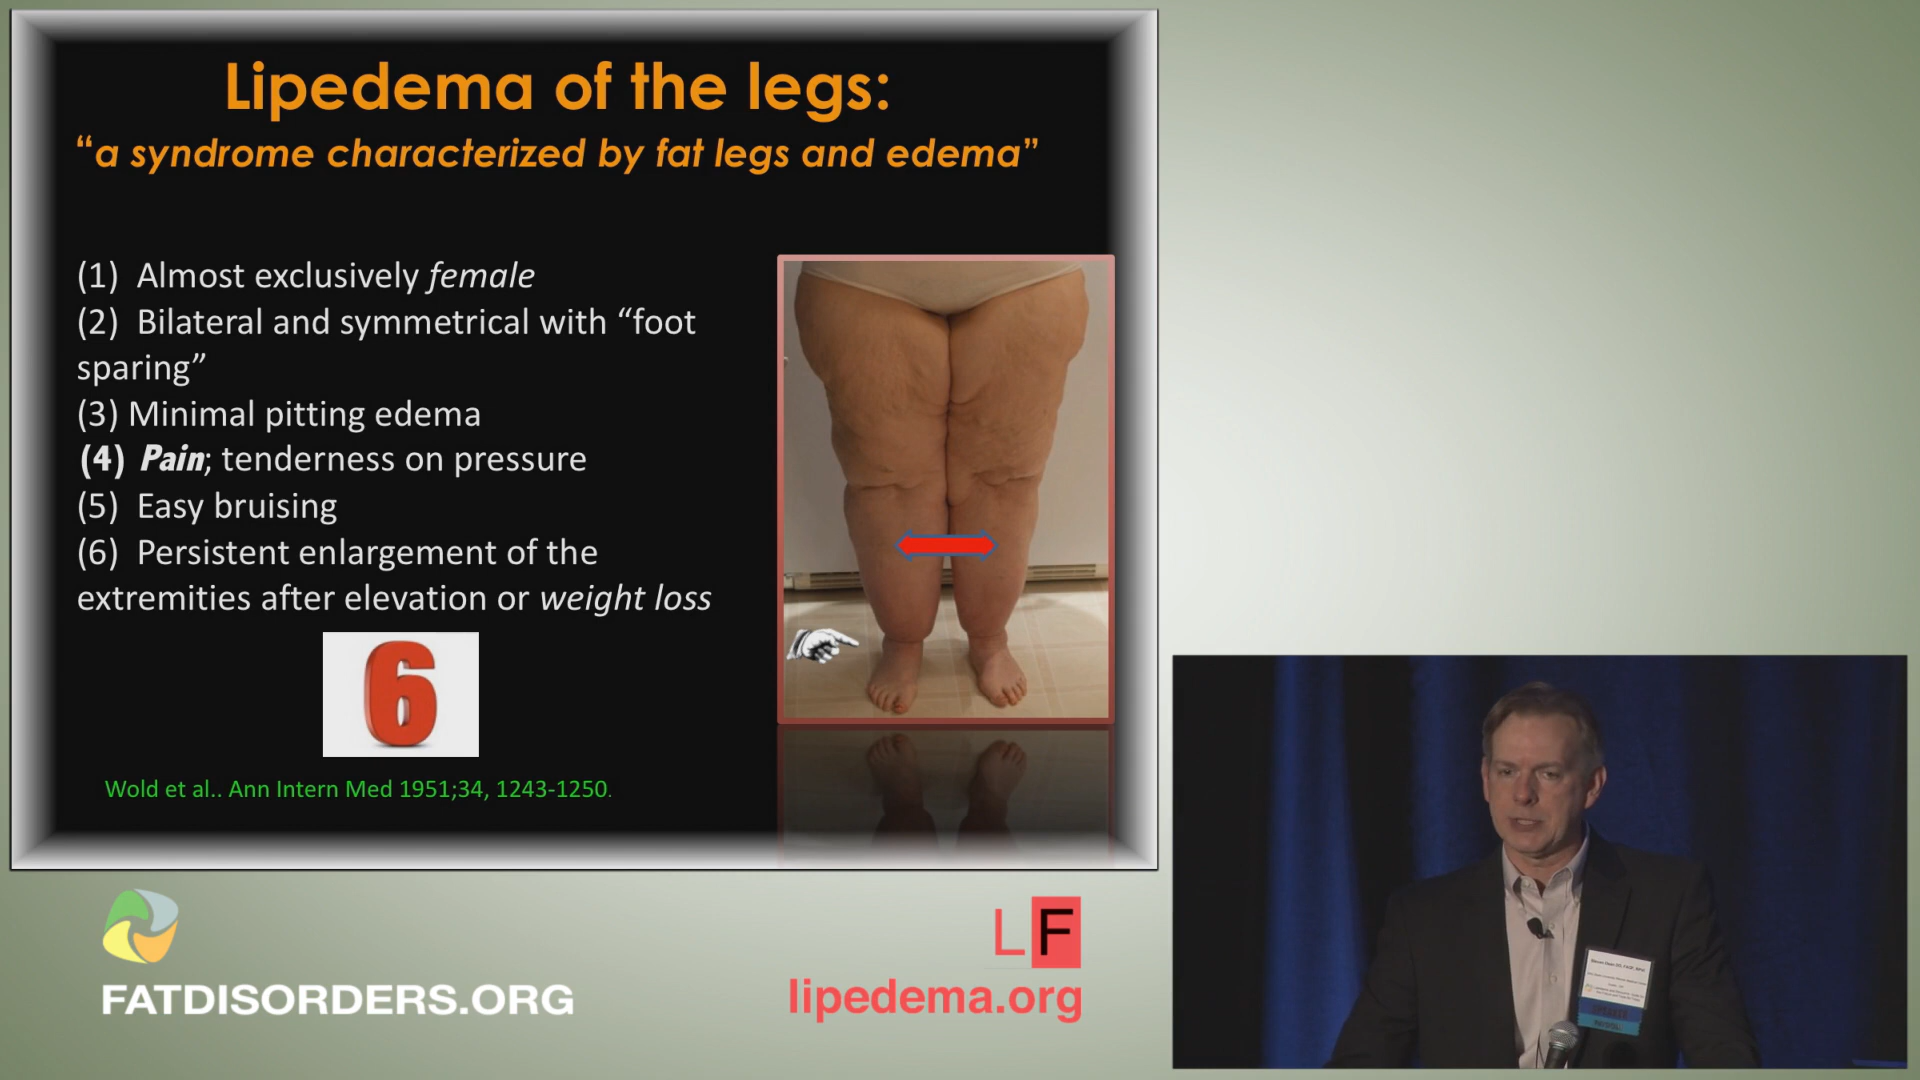 Lipedema of the legs:
“a syndrome characterized by fat legs and edema”
(1) Almost exclusively female
(2) Bilateral and symmetrical with “foot
sparing”
(3) Minimal pitting edema
(4) Pain; tenderness on pressure
(5) Easy bruising
(6) Persistent enlargement of the
extremities after elevation or weight loss
6
Wold et al.. Ann Intern Med 1951;34, 1243-1250.
FATDISORDERS.ORG
LF
lipedema.org